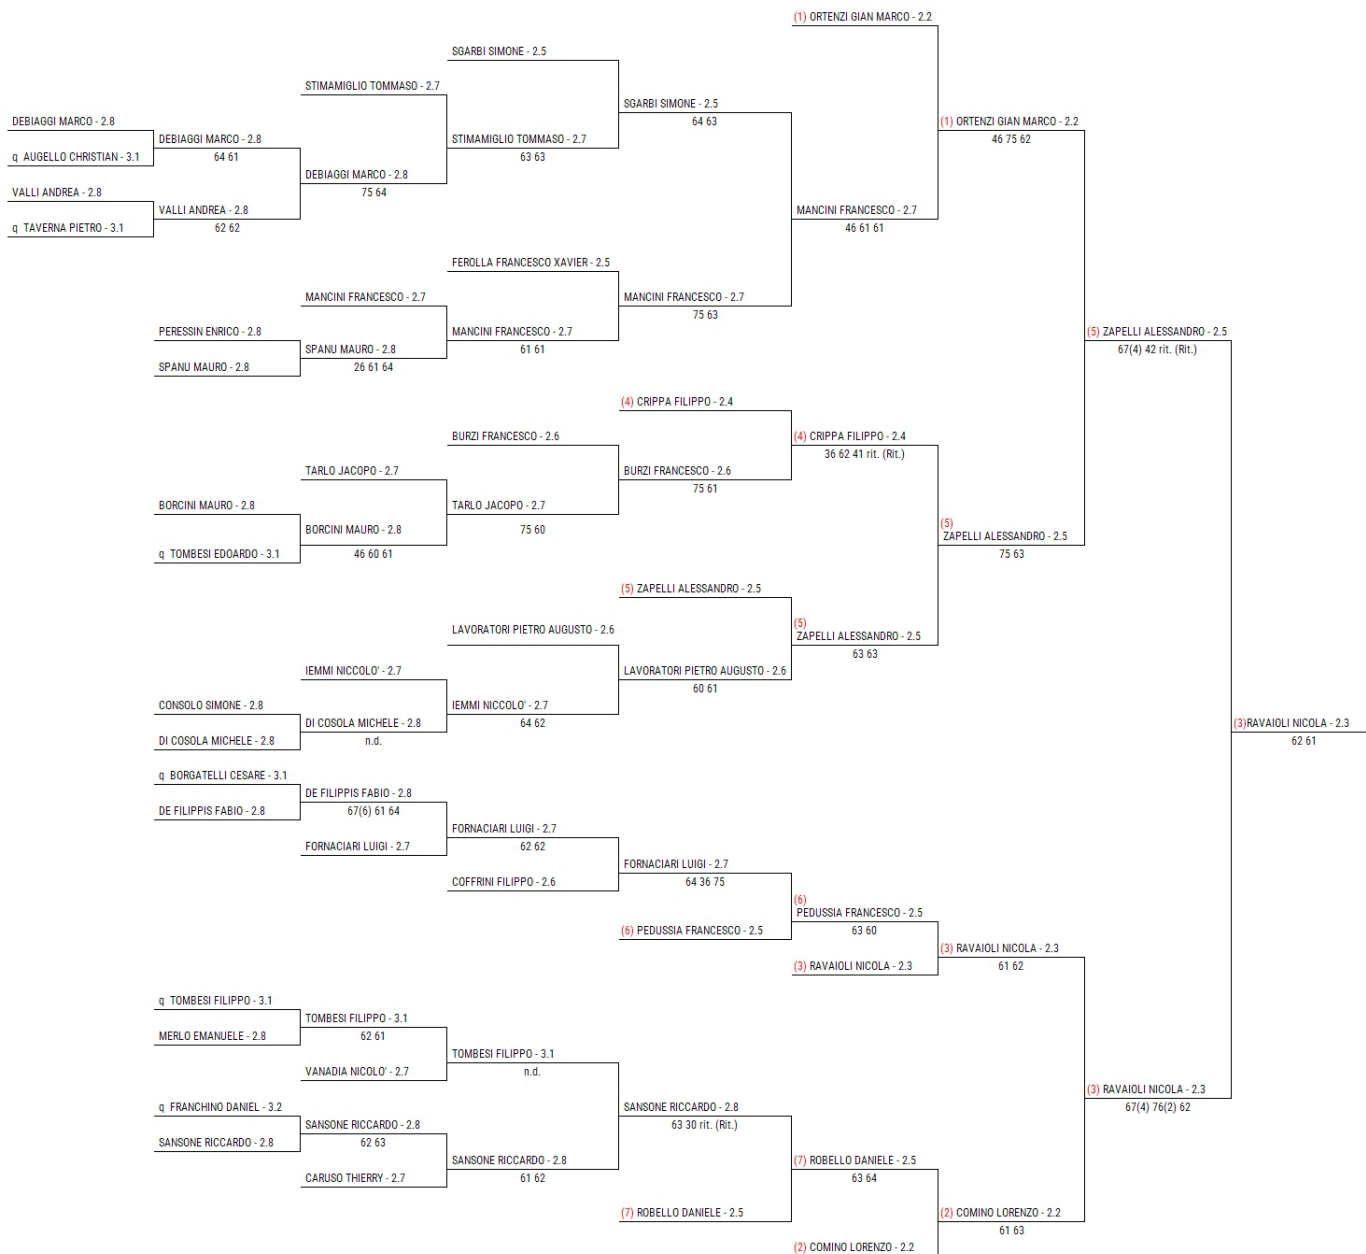 (1) ORTENZI GIAN MARCO - 2.2
SGARBI SIMONE - 2.5
STIMAMIGLIO TOMMASO - 2.7
SGARBI SIMONE - 2.5
64 63
DEBIAGGI MARCO - 2.8
(1) ORTENZI GIAN MARCO - 2.2
46 75 62
DEBIAGGI MARCO - 2.8
64 61
STIMAMIGLIO TOMMASO - 2.7
63 63
q AUGELLO CHRISTIAN - 3.1
DEBIAGGI MARCO - 2.8
75 64
VALLI ANDREA - 2.8
VALLI ANDREA - 2.8
62 62
MANCINI FRANCESCO - 2.7
46 61 61
q TAVERNA PIETRO - 3.1
FEROLLA FRANCESCO XAVIER - 2.5
MANCINI FRANCESCO - 2.7
MANCINI FRANCESCO - 2.7
75 63
PERESSIN ENRICO - 2.8
MANCINI FRANCESCO - 2.7
61 61
(5) ZAPELLI ALESSANDRO - 2.5
67(4) 42 rit. (Rit.)
SPANU MAURO - 2.8
26 61 64
SPANU MAURO - 2.8
(4) CRIPPA FILIPPO - 2.4
BURZI FRANCESCO - 2.6
(4) CRIPPA FILIPPO - 2.4
36 62 41 rit. (Rit.)
TARLO JACOPO - 2.7
BURZI FRANCESCO - 2.6
75 61
BORCINI MAURO - 2.8
TARLO JACOPO - 2.7
75 60
BORCINI MAURO - 2.8
46 60 61
(5)
ZAPELLI ALESSANDRO - 2.5
75 63
q TOMBESI EDOARDO - 3.1
(5) ZAPELLI ALESSANDRO - 2.5
LAVORATORI PIETRO AUGUSTO - 2.6
(5)
ZAPELLI ALESSANDRO - 2.5
63 63
IEMMI NICCOLO' - 2.7
LAVORATORI PIETRO AUGUSTO - 2.6
60 61
CONSOLO SIMONE - 2.8
IEMMI NICCOLO' - 2.7
64 62
DI COSOLA MICHELE - 2.8
n.d.
(3)RAVAIOLI NICOLA - 2.3
62 61
DI COSOLA MICHELE - 2.8
q BORGATELLI CESARE - 3.1
DE FILIPPIS FABIO - 2.8
67(6) 61 64
DE FILIPPIS FABIO - 2.8
FORNACIARI LUIGI - 2.7
62 62
FORNACIARI LUIGI - 2.7
FORNACIARI LUIGI - 2.7
64 36 75
COFFRINI FILIPPO - 2.6
(6)
PEDUSSIA FRANCESCO - 2.5
63 60
(6) PEDUSSIA FRANCESCO - 2.5
(3) RAVAIOLI NICOLA - 2.3
61 62
(3) RAVAIOLI NICOLA - 2.3
q TOMBESI FILIPPO - 3.1
TOMBESI FILIPPO - 3.1
62 61
MERLO EMANUELE - 2.8
TOMBESI FILIPPO - 3.1
n.d.
VANADIA NICOLO' - 2.7
(3) RAVAIOLI NICOLA - 2.3
67(4) 76(2) 62
q FRANCHINO DANIEL - 3.2
SANSONE RICCARDO - 2.8
63 30 rit. (Rit.)
SANSONE RICCARDO - 2.8
62 63
SANSONE RICCARDO - 2.8
SANSONE RICCARDO - 2.8
61 62
(7) ROBELLO DANIELE - 2.5
63 64
CARUSO THIERRY - 2.7
(7) ROBELLO DANIELE - 2.5
(2) COMINO LORENZO - 2.2
61 63
(2) COMINO LORENZO - 2.2